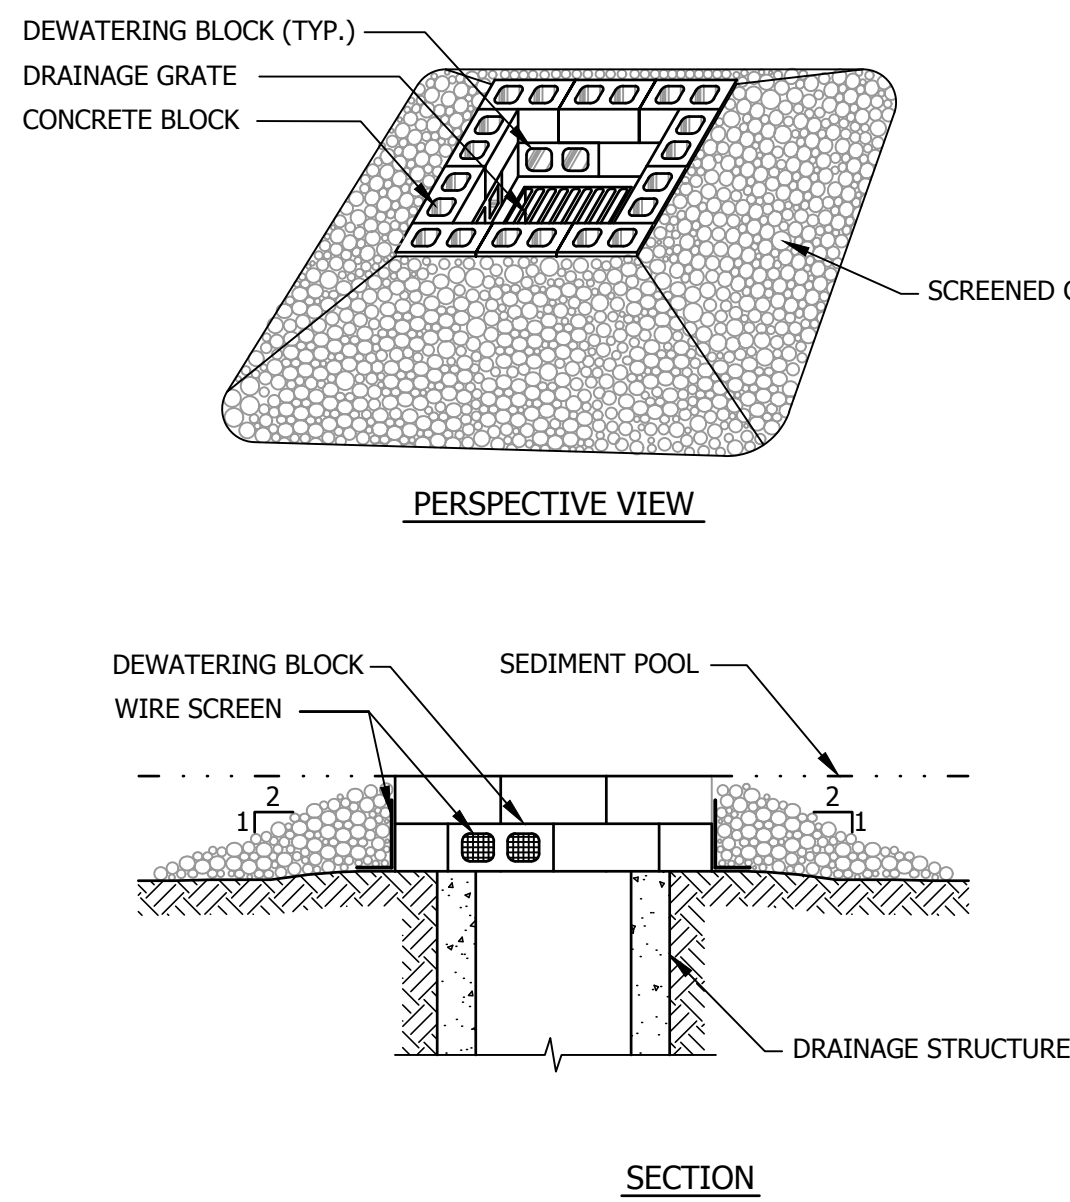 DEWATERING BLOCK (TYP.)
DRAINAGE GRATE
CONCRETE BLOCK
SCREENED
PERSPECTIVE VIEW
DEWATERING BLOCK
SEDIMENT POOL
WIRE SCREEN
2
1
2
1
DRAINAGE STRUCTURE
SECTION